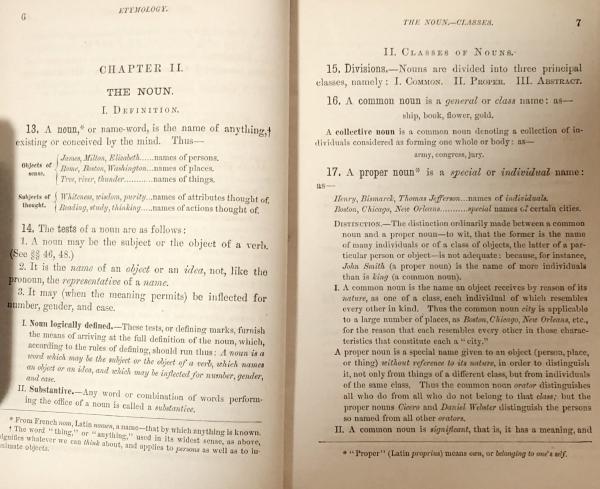 6
ETYMOLOGY.
CHAPTER II.
THE NOUN.
I. DEFINITION.
13. A noun,* or name-word, is the name of anything,†
existing or conceived by the mind. Thus—
Objects of sense.
James, Milton, Elizabeth.....names of persons.
Rome, Boston, Washington...names of places.
Tree, river, thunder..........names of things.
Subjects of thought.
Whiteness, wisdom, purity...names of attributes thought of.
Reading, study, thinking....names of actions thought of.
14. The tests of a noun are as follows:
1. A noun may be the subject or the object of a verb.
(See §§ 46, 48.)
2. It is the name of an object or an idea, not, like the
pronoun, the representative of a name.
3. It may (when the meaning permits) be inflected for
number, gender, and case.
I. Noun logically defined.—These tests, or defining marks, furnish
the means of arriving at the full definition of the noun, which,
according to the rules of defining, should run thus: A noun is a
word which may be the subject or the object of a verb, which names
an object or an idea, and which may be inflected for number, gender,
and case.
II. Substantive.—Any word or combination of words perform-
ing the office of a noun is called a substantive.
* From French nom, Latin nomen, a name—that by which anything is known.
† The word "thing," or "anything," used in its widest sense, as above,
signifies whatever we can think about, and applies to persons as well as to in-
animate objects.
THE NOUN.—CLASSES.
7
II. CLASSES OF NOUNS.
15. Divisions.—Nouns are divided into three principal
classes, namely: I. COMMON. II. PROPER. III. ABSTRACT.
16. A common noun is a general or class name: as—
ship, book, flower, gold.
A collective noun is a common noun denoting a collection of in-
dividuals considered as forming one whole or body: as—
army, congress, jury.
17. A proper noun* is a special or individual name:
as—
Henry, Bismarck, Thomas Jefferson...names of individuals.
Boston, Chicago, New Orleans..........special names of certain cities.
DISTINCTION.—The distinction ordinarily made between a common
noun and a proper noun—to wit, that the former is the name
of many individuals or of a class of objects, the latter of a par-
ticular person or object—is not adequate: because, for instance,
John Smith (a proper noun) is the name of more individuals
than is king (a common noun).
I. A common noun is the name an object receives by reason of its
nature, as one of a class, each individual of which resembles
every other in kind. Thus the common noun city is applicable
to a large number of places, as Boston, Chicago, New Orleans, etc.,
for the reason that each resembles every other in those charac-
teristics that constitute each a "city."
A proper noun is a special name given to an object (person, place,
or thing) without reference to its nature, in order to distinguish
it, not only from things of a different class, but from individuals
of the same class. Thus the common noun orator distinguishes
all who do from all who do not belong to that class; but the
proper nouns Cicero and Daniel Webster distinguish the persons
so named from all other orators.
II. A common noun is significant, that is, it has a meaning, and
* "Proper" (Latin proprius) means own, or belonging to one's self.